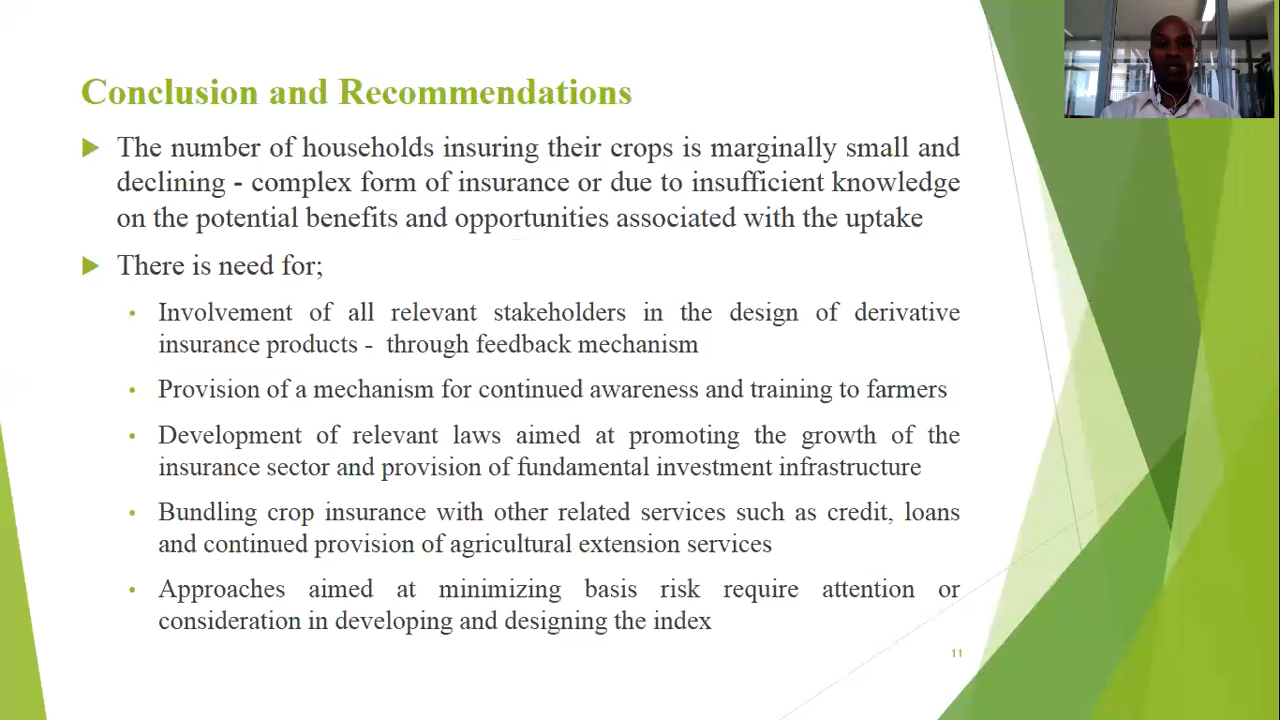 Conclusion and Recommendations
The number of households insuring their crops is marginally small and
declining - complex form of insurance or due to insufficient knowledge
on the potential benefits and opportunities associated with the uptake
There is need for;
Involvement of all relevant stakeholders in the design of derivative
insurance products - through feedback mechanism
Provision of a mechanism for continued awareness and training to farmers
Development of relevant laws aimed at promoting the growth of the
insurance sector and provision of fundamental investment infrastructure
Bundling crop insurance with other related services such as credit, loans
and continued provision of agricultural extension services
Approaches aimed at minimizing basis risk require attention or
consideration in developing and designing the index
11